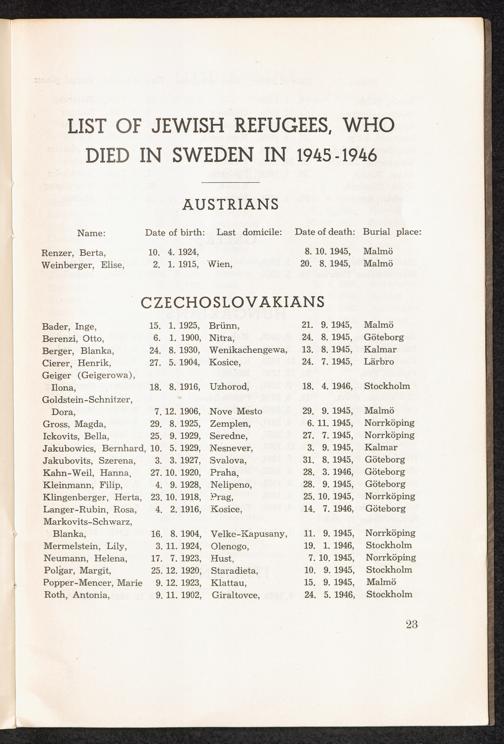 LIST OF JEWISH REFUGEES, WHO
DIED IN SWEDEN IN 1945-1946
AUSTRIANS
Name: Date of birth: Last domicile: Date of death: Burial place:
Renzer, Berta, 10. 4. 1924, 8. 10. 1945, Malmö
Weinberger, Elise, 2. 1. 1915, Wien, 20. 8. 1945, Malmö
CZECHOSLOVAKIANS
Bader, Inge, 15. 1. 1925, Brünn, 21. 9. 1945, Malmö
Berenzi, Otto, 6. 1. 1900, Nitra, 24. 8. 1945, Göteborg
Berger, Blanka, 24. 8. 1930, Wenikachengewa, 13. 8. 1945, Kalmar
Cierer, Henrik, 27. 5. 1904, Kosice, 24. 7. 1945, Lärbro
Geiger (Geigerowa),
Ilona, 18. 8. 1916, Uzhorod, 18. 4. 1946, Stockholm
Goldstein-Schnitzer,
Dora, 7. 12. 1906, Nove Mesto 29. 9. 1945, Malmö
Gross, Magda, 29. 8. 1925, Zemplen, 6. 11. 1945, Norrköping
Ickovits, Bella, 25. 9. 1929, Seredne, 27. 7. 1945, Norrköping
Jakubowics, Bernhard, 10. 5. 1929, Nesnever, 3. 9. 1945, Kalmar
Jakubovits, Szerena, 3. 3. 1927, Svalova, 31. 8. 1945, Göteborg
Kahn-Weil, Hanna, 27. 10. 1920, Praha, 28. 3. 1946, Göteborg
Kleinmann, Filip, 4. 9. 1928, Nelipeno, 28. 9. 1945, Göteborg
Klingenberger, Herta, 23. 10. 1918, Prag, 25. 10. 1945, Norrköping
Langer-Rubin, Rosa, 4. 2. 1916, Kosice, 14. 7. 1946, Göteborg
Markovits-Schwarz,
Blanka, 16. 8. 1904, Velke-Kapusany, 11. 9. 1945, Norrköping
Mermelstein, Lily, 3. 11. 1924, Olenogo, 19. 1. 1946, Stockholm
Neumann, Helena, 17. 7. 1923, Hust, 7. 10. 1945, Norrköping
Polgar, Margit, 25. 12. 1920, Staradieta, 10. 9. 1945, Stockholm
Popper-Mencer, Marie 9. 12. 1923, Klattau, 15. 9. 1945, Malmö
Roth, Antonia, 9. 11. 1902, Giraltovce, 24. 5. 1946, Stockholm
23